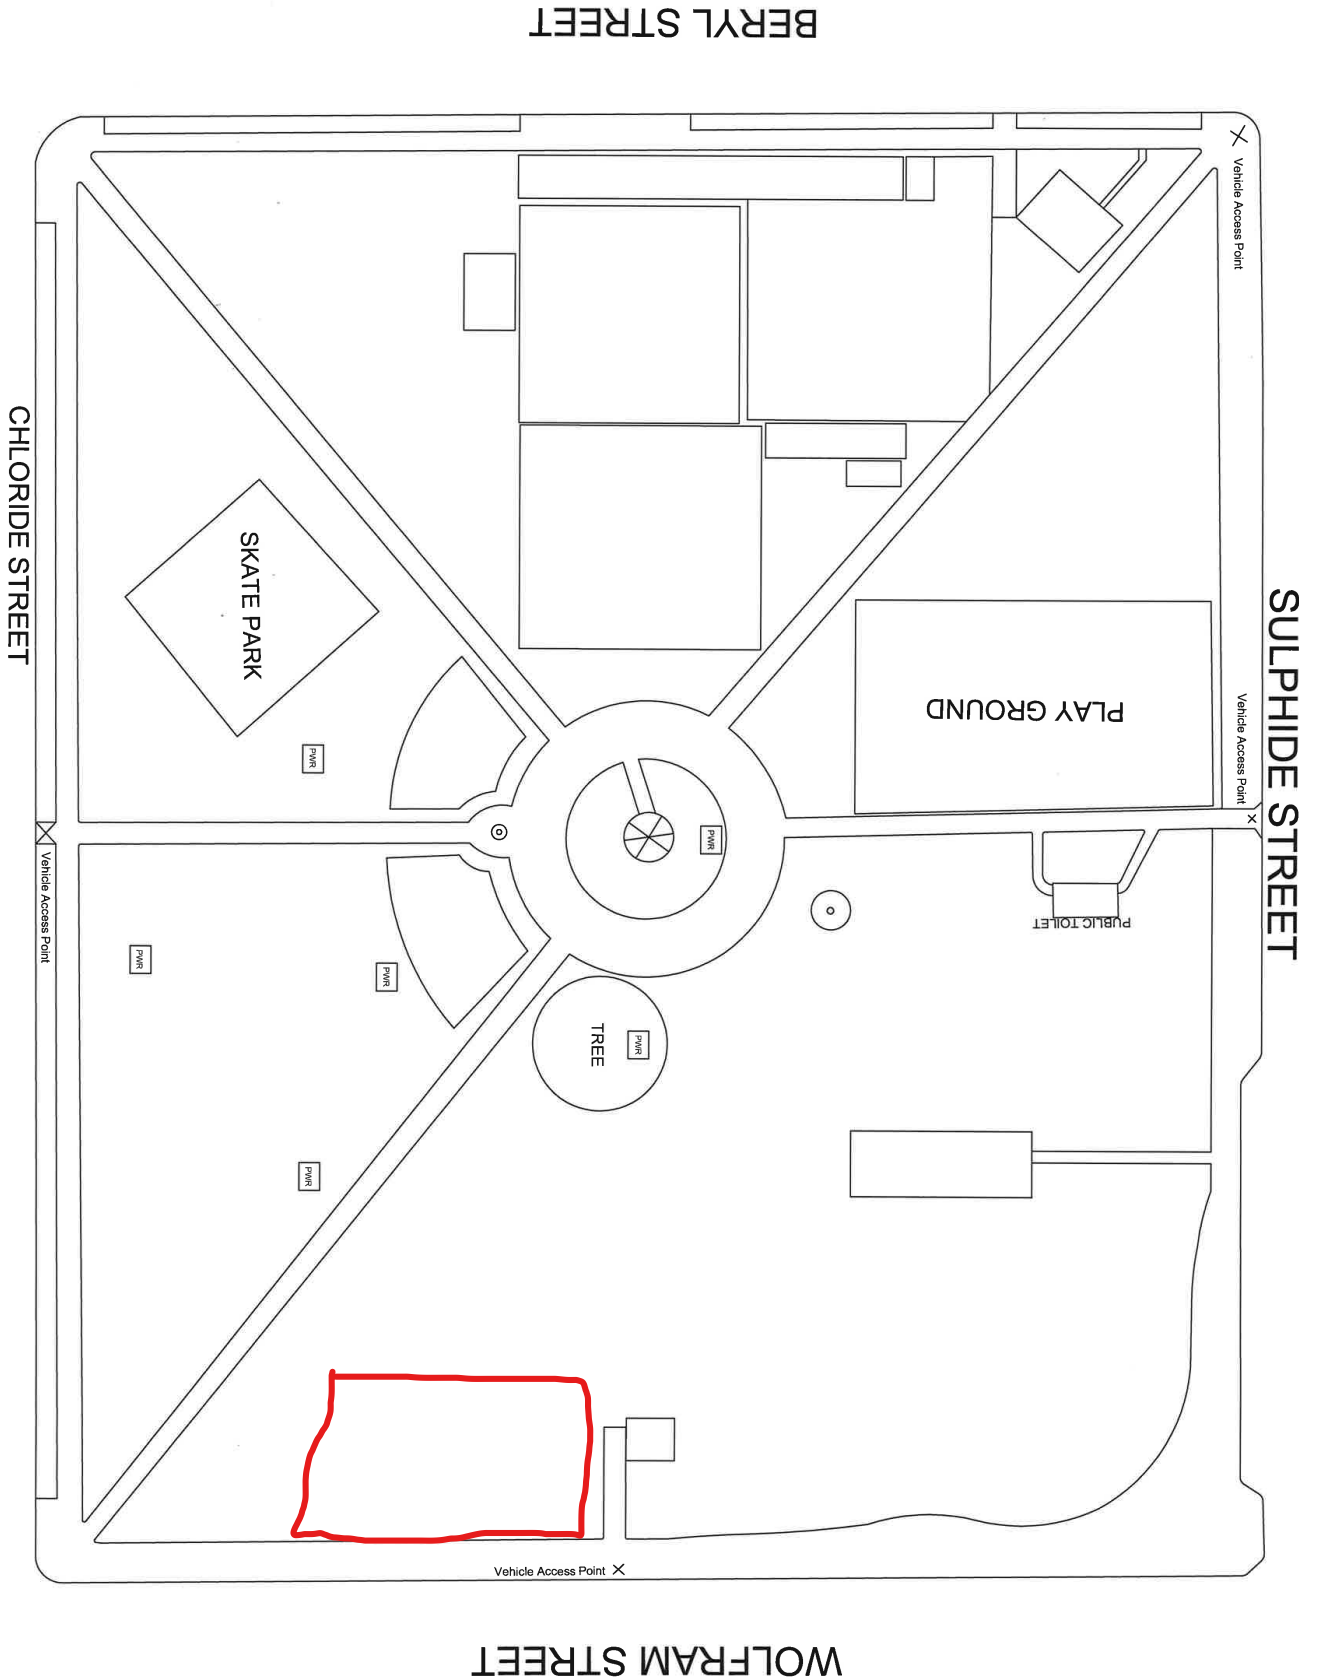 BERYL STREET
Vehicle Access Point
CHLORIDE STREET
SKATE PARK
SULPHIDE STREET
PLAY GROUND
Vehicle Access Point
PWR
PWR
Vehicle Access Point
PUBLIC TOILET
PWR
PWR
TREE
PWR
PWR
Vehicle Access Point
WOLFRAM STREET